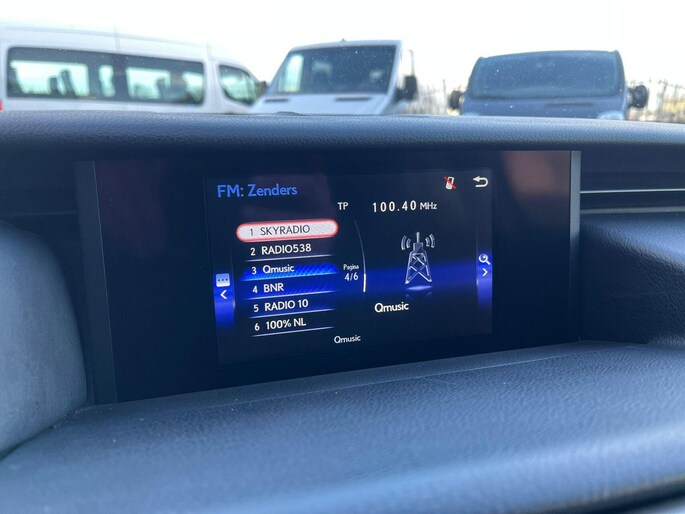 FM: Zenders
TP 100.40 MHz
1 SKYRADIO
2 RADIO538
3 Qmusic
4 BNR
5 RADIO 10
6 100% NL
Pagina
4/6
Qmusic
Qmusic